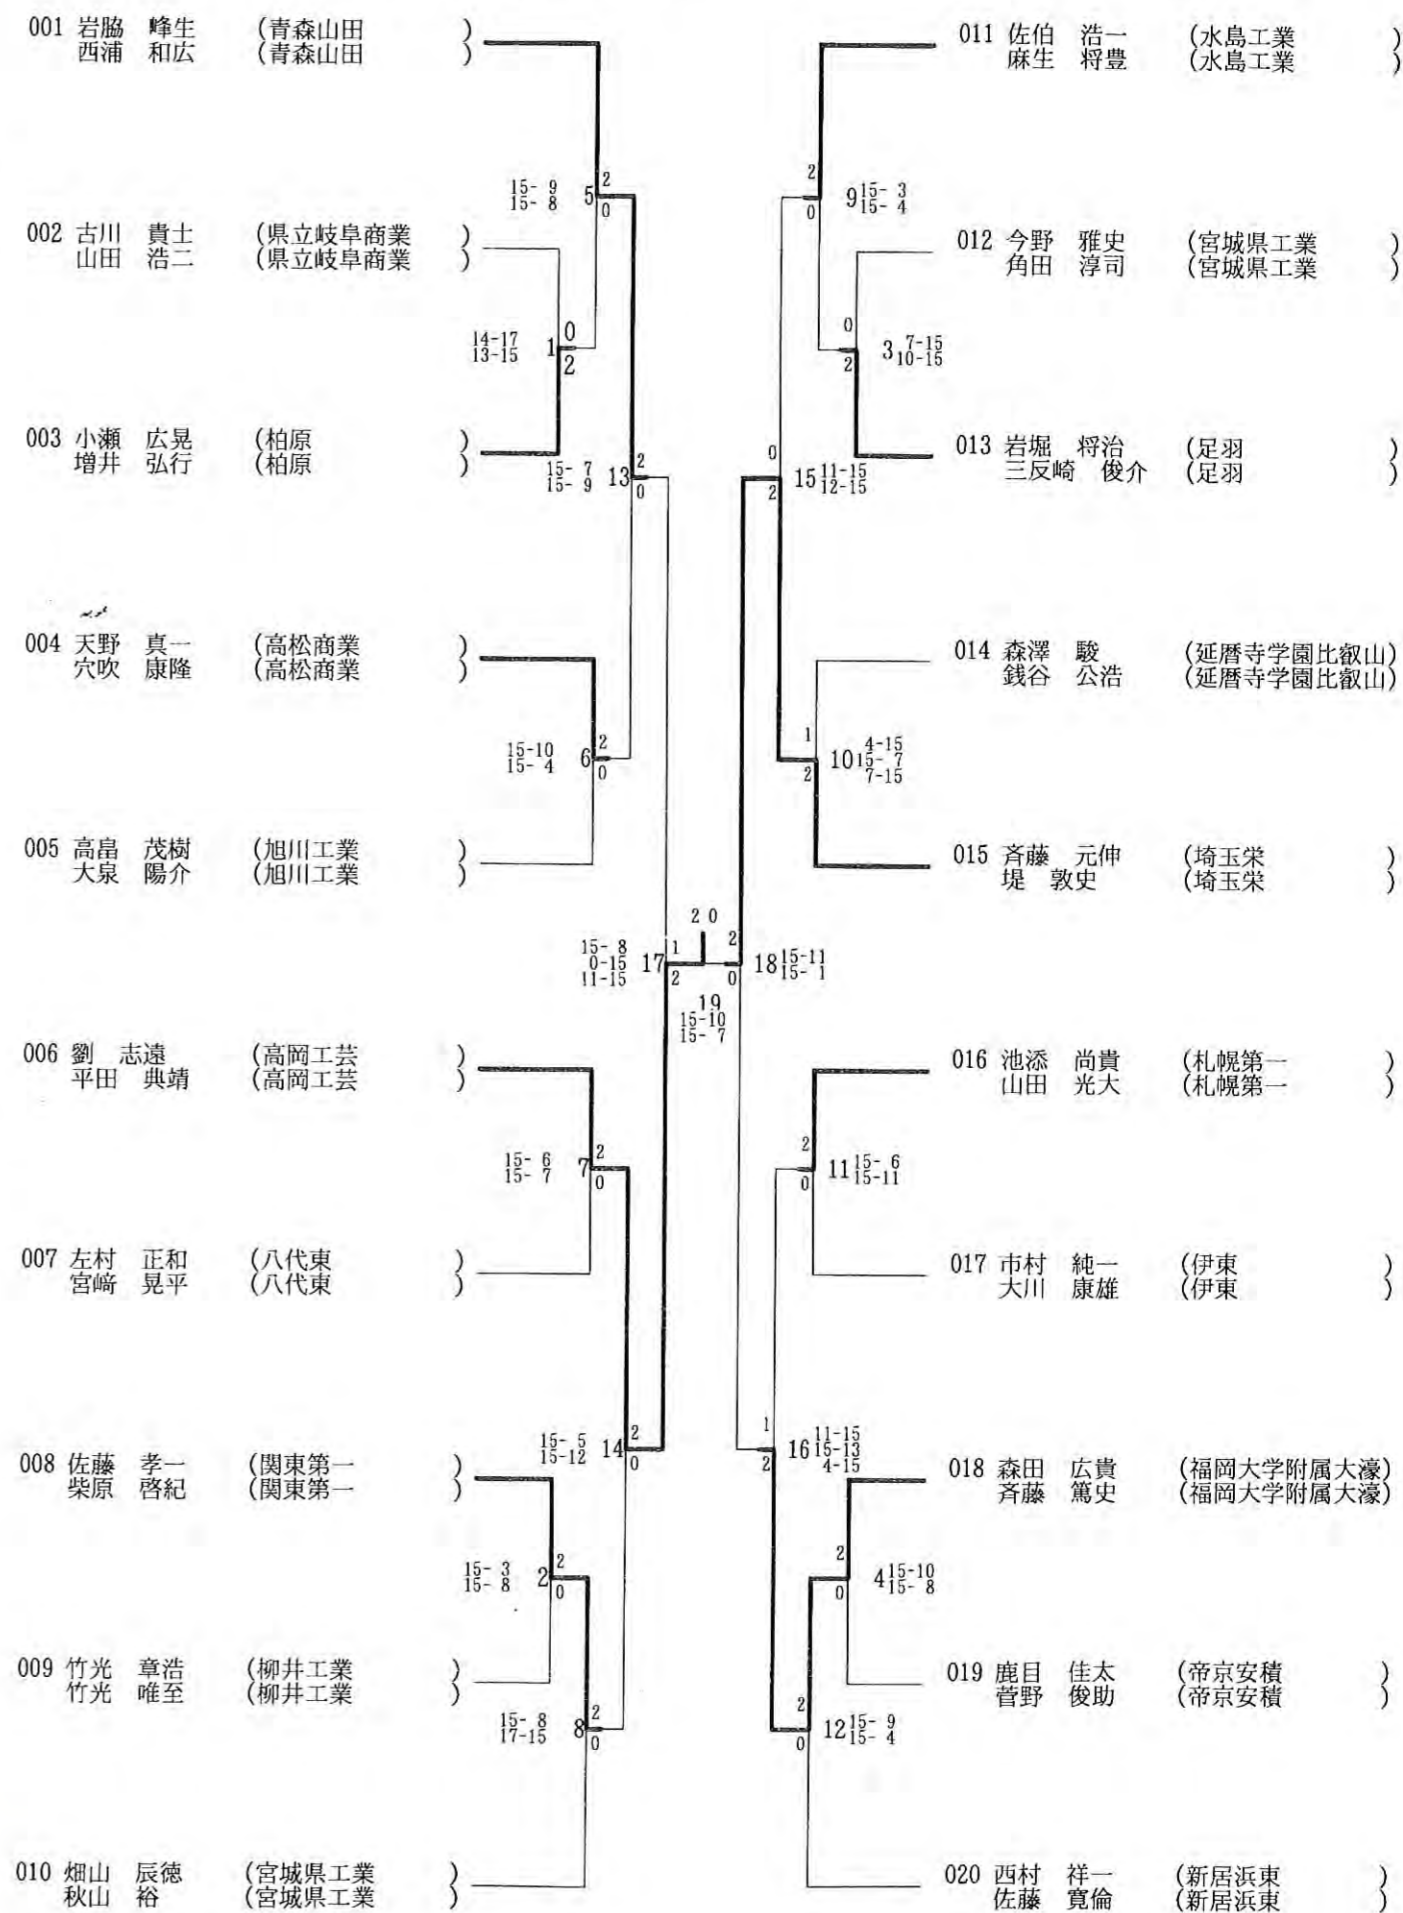 001 岩脇 峰生 (青森山田 )
西浦 和広 (青森山田 )
15- 9
15- 8
5
2
0
002 古川 貴士 (県立岐阜商業 )
山田 浩二 (県立岐阜商業 )
14-17
13-15
1
0
2
003 小瀬 広晃 (柏原 )
増井 弘行 (柏原 )
15- 7
15- 9
13
2
0
004 天野 真一 (高松商業 )
穴吹 康隆 (高松商業 )
15-10
15- 4
6
2
0
005 高畠 茂樹 (旭川工業 )
大泉 陽介 (旭川工業 )
15- 8
0-15
11-15
17
1
2
006 劉 志遠 (高岡工芸 )
平田 典靖 (高岡工芸 )
15- 6
15- 7
7
2
0
007 左村 正和 (八代東 )
宮﨑 晃平 (八代東 )
15- 5
15-12
14
2
0
008 佐藤 孝一 (関東第一 )
柴原 啓紀 (関東第一 )
15- 3
15- 8
2
2
0
009 竹光 章浩 (柳井工業 )
竹光 唯至 (柳井工業 )
15- 8
17-15
8
2
0
010 畑山 辰徳 (宮城県工業 )
秋山 裕 (宮城県工業 )
2 0
19
15-10
15- 7
011 佐伯 浩一 (水島工業 )
麻生 将豊 (水島工業 )
2
0
9
15- 3
15- 4
012 今野 雅史 (宮城県工業 )
角田 淳司 (宮城県工業 )
0
2
3
7-15
10-15
013 岩堀 将治 (足羽 )
三反崎 俊介 (足羽 )
0
2
15
11-15
12-15
014 森澤 駿 (延暦寺学園比叡山)
銭谷 公浩 (延暦寺学園比叡山)
1
2
10
4-15
15- 7
7-15
015 斉藤 元伸 (埼玉栄 )
堤 敦史 (埼玉栄 )
2
0
18
15-11
15- 1
016 池添 尚貴 (札幌第一 )
山田 光大 (札幌第一 )
2
0
11
15- 6
15-11
017 市村 純一 (伊東 )
大川 康雄 (伊東 )
1
2
16
11-15
15-13
4-15
018 森田 広貴 (福岡大学附属大濠)
斉藤 篤史 (福岡大学附属大濠)
2
0
4
15-10
15- 8
019 鹿目 佳太 (帝京安積 )
菅野 俊助 (帝京安積 )
2
0
12
15- 9
15- 4
020 西村 祥一 (新居浜東 )
佐藤 寛倫 (新居浜東 )